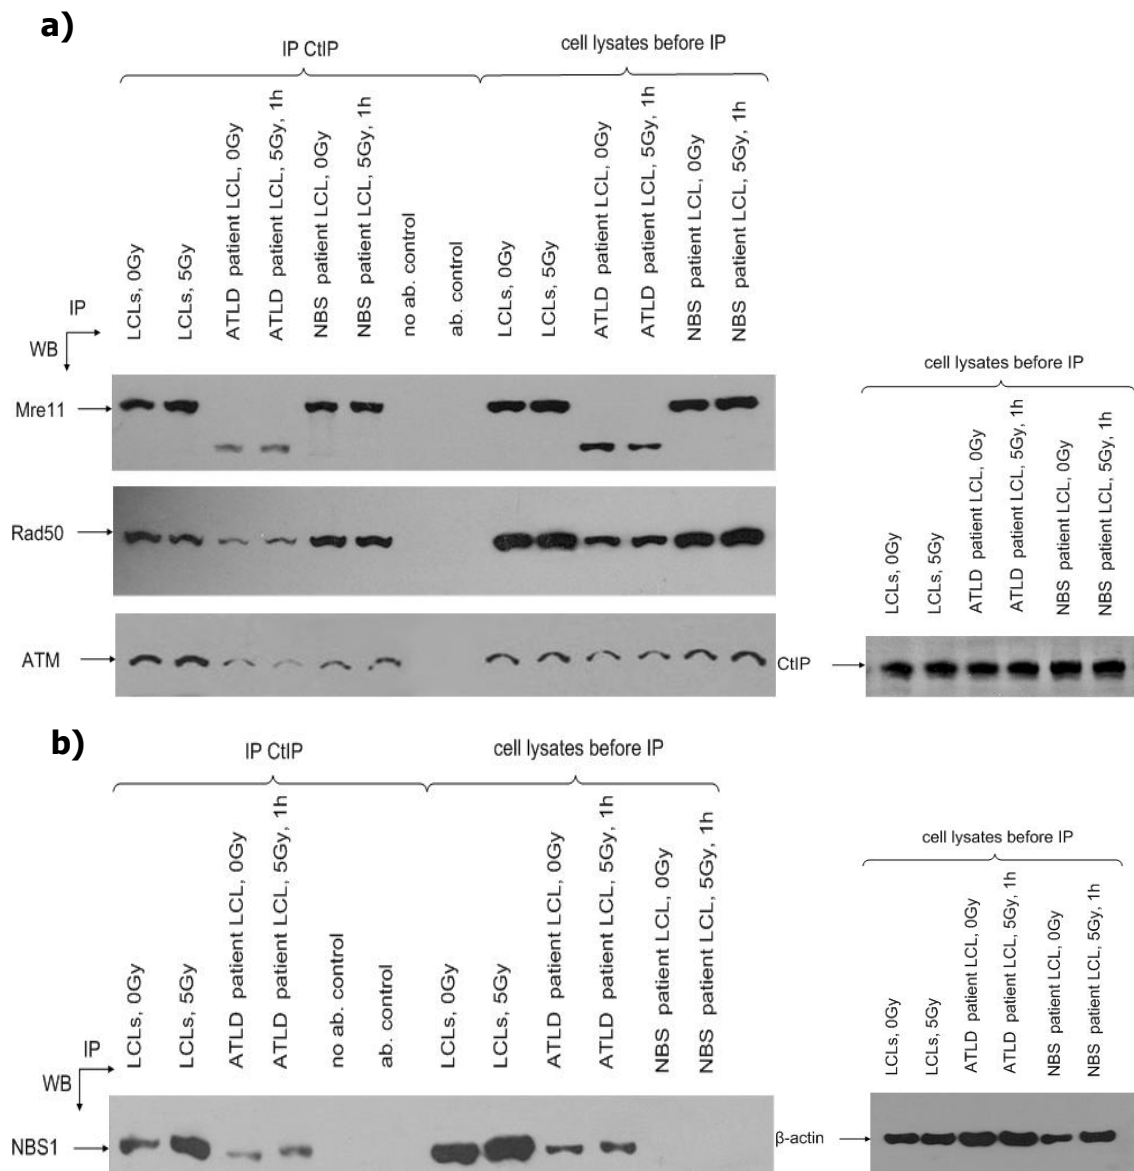 a)
IP CtIP
cell lysates before IP
LCLs, 0Gy
LCLs, 5Gy
ATLD patient LCL, 0Gy
ATLD patient LCL, 5Gy, 1h
NBS patient LCL, 0Gy
NBS patient LCL, 5Gy, 1h
no ab. control
ab. control
LCLs, 0Gy
LCLs, 5Gy
ATLD patient LCL, 0Gy
ATLD patient LCL, 5Gy, 1h
NBS patient LCL, 0Gy
NBS patient LCL, 5Gy, 1h
IP
WB
Mre11
Rad50
ATM
cell lysates before IP
LCLs, 0Gy
LCLs, 5Gy
ATLD patient LCL, 0Gy
ATLD patient LCL, 5Gy, 1h
NBS patient LCL, 0Gy
NBS patient LCL, 5Gy, 1h
CtIP
b)
IP CtIP
cell lysates before IP
LCLs, 0Gy
LCLs, 5Gy
ATLD patient LCL, 0Gy
ATLD patient LCL, 5Gy, 1h
no ab. control
ab. control
LCLs, 0Gy
LCLs, 5Gy
ATLD patient LCL, 0Gy
ATLD patient LCL, 5Gy, 1h
NBS patient LCL, 0Gy
NBS patient LCL, 5Gy, 1h
IP
WB
NBS1
cell lysates before IP
LCLs, 0Gy
LCLs, 5Gy
ATLD patient LCL, 0Gy
ATLD patient LCL, 5Gy, 1h
NBS patient LCL, 0Gy
NBS patient LCL, 5Gy, 1h
β-actin